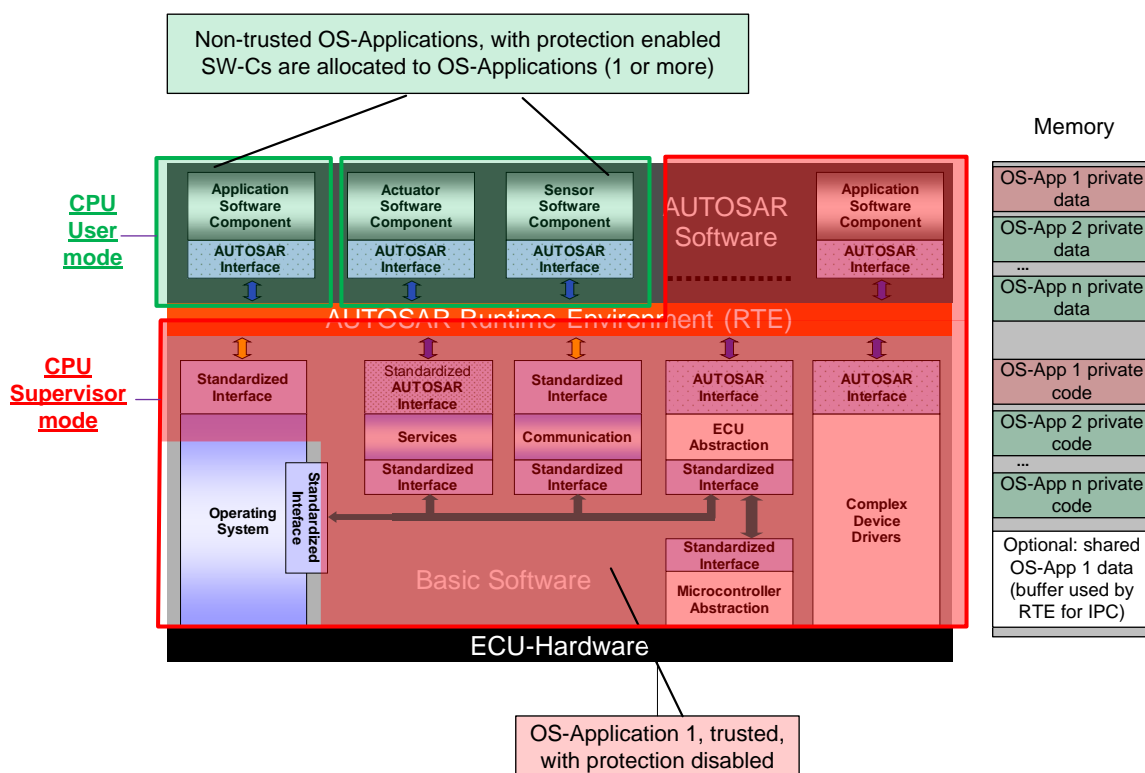 Non-trusted OS-Applications, with protection enabled
SW-Cs are allocated to OS-Applications (1 or more)
Memory
CPU
User
mode
Application
Software
Component
AUTOSAR
Interface
Actuator
Software
Component
AUTOSAR
Interface
Sensor
Software
Component
AUTOSAR
Interface
AUTOSAR
Software
Application
Software
Component
AUTOSAR
Interface
AUTOSAR Runtime Environment (RTE)
CPU
Supervisor
mode
Standardized
Interface
Operating
System
Standardized
Inteface
Standardized
AUTOSAR
Interface
Services
Standardized
Interface
Standardized
Interface
Communication
Standardized
Interface
AUTOSAR
Interface
ECU
Abstraction
Standardized
Interface
Standardized
Interface
Microcontroller
Abstraction
AUTOSAR
Interface
Complex
Device
Drivers
Basic Software
ECU-Hardware
OS-Application 1, trusted,
with protection disabled
OS-App 1 private
data
OS-App 2 private
data
...
OS-App n private
data
OS-App 1 private
code
OS-App 2 private
code
...
OS-App n private
code
Optional: shared
OS-App 1 data
(buffer used by
RTE for IPC)